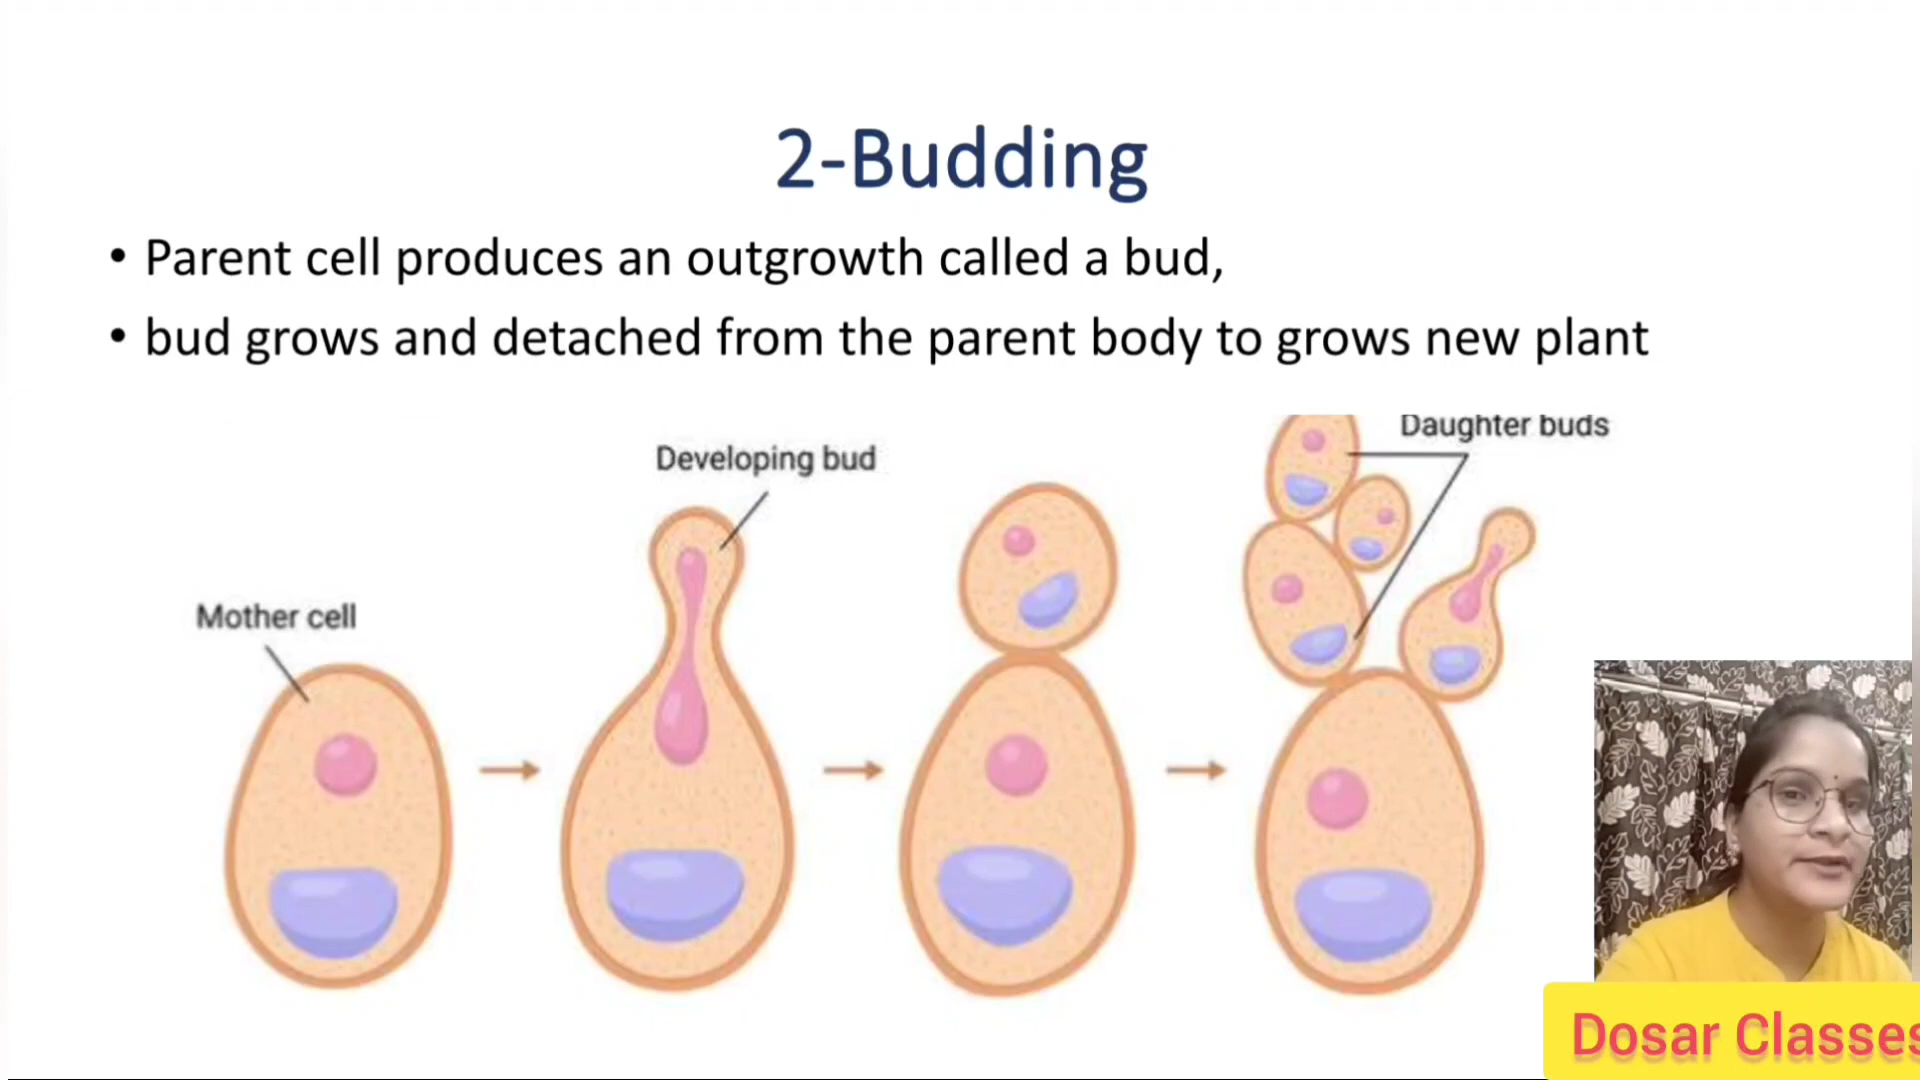 2-Budding
• Parent cell produces an outgrowth called a bud,
• bud grows and detached from the parent body to grows new plant
Daughter buds
Developing bud
Mother cell
Dosar Classes